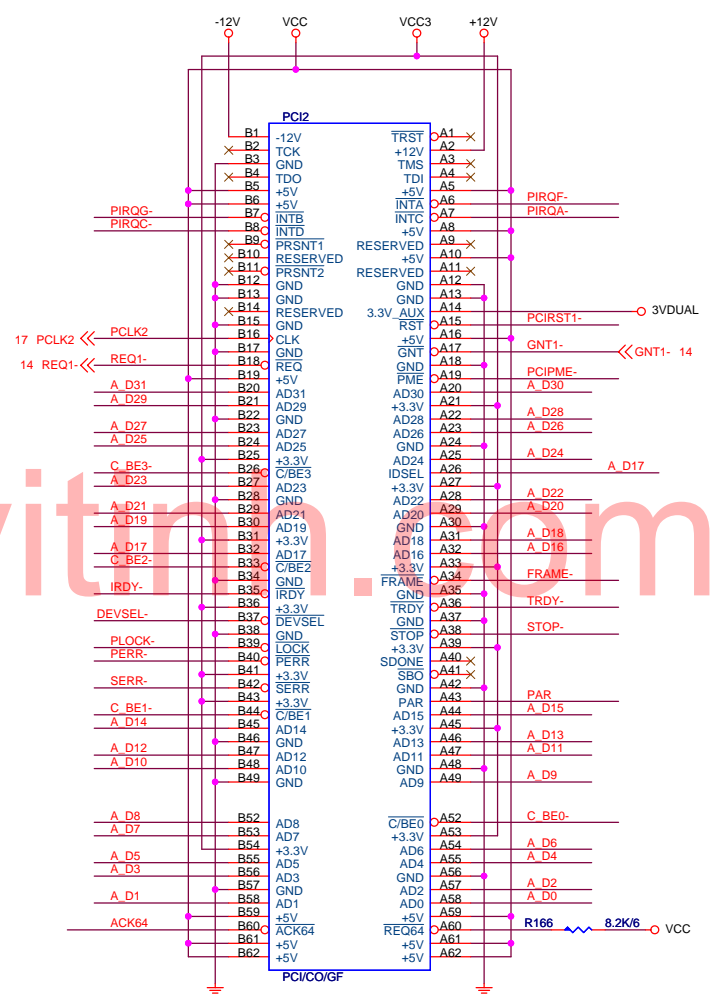 -12V VCC VCC3 +12V
PCI2
B1 -12V TRST A1
B2 TCK +12V A2
B3 GND TMS A3
B4 TDO TDI A4
B5 +5V +5V A5
PIRQF-
B6 +5V INTA A6
PIRQG- PIRQA-
B7 INTB INTC A7
PIRQC-
B8 INTD +5V A8
B9 PRSNT1 RESERVED A9
B10 RESERVED +5V A10
B11 PRSNT2 RESERVED A11
B12 GND GND A12
B13 GND GND A13
B14 RESERVED 3.3V_AUX A14 3VDUAL
PCIRST1-
B15 GND RST A15
17 PCLK2 PCLK2 B16 CLK +5V A16
GNT1- GNT1- 14
B17 GND GNT A17
14 REQ1- REQ1- B18 REQ GND A18
PCIPME-
B19 +5V PME A19
A_D31 B20 AD31 AD30 A20 A_D30
A_D29 B21 AD29 +3.3V A21
B22 GND AD28 A22 A_D28
A_D27 B23 AD27 AD26 A23 A_D26
A_D25 B24 AD25 GND A24
B25 +3.3V AD24 A25 A_D24
C_BE3- B26 C/BE3 IDSEL A26 A_D17
A_D23 B27 AD23 +3.3V A27
B28 GND AD22 A28 A_D22
A_D21 B29 AD21 AD20 A29 A_D20
A_D19 B30 AD19 GND A30
B31 +3.3V AD18 A31 A_D18
A_D17 B32 AD17 AD16 A32 A_D16
C_BE2- B33 C/BE2 +3.3V A33
B34 GND FRAME A34 FRAME-
IRDY- B35 IRDY GND A35
B36 +3.3V TRDY A36 TRDY-
DEVSEL- B37 DEVSEL GND A37
B38 GND STOP A38 STOP-
PLOCK- B39 LOCK +3.3V A39
PERR- B40 PERR SDONE A40
B41 +3.3V SBO A41
SERR- B42 SERR GND A42
B43 +3.3V PAR A43 PAR
C_BE1- B44 C/BE1 AD15 A44 A_D15
A_D14 B45 AD14 +3.3V A45
B46 GND AD13 A46 A_D13
A_D12 B47 AD12 AD11 A47 A_D11
A_D10 B48 AD10 GND A48
B49 GND AD9 A49 A_D9
A_D8 B52 AD8 C/BE0 A52 C_BE0-
A_D7 B53 AD7 +3.3V A53
B54 +3.3V AD6 A54 A_D6
A_D5 B55 AD5 AD4 A55 A_D4
A_D3 B56 AD3 GND A56
B57 GND AD2 A57 A_D2
A_D1 B58 AD1 AD0 A58 A_D0
B59 +5V +5V A59
ACK64 B60 ACK64 REQ64 A60 R166 8.2K/6 VCC
B61 +5V +5V A61
B62 +5V +5V A62
PCI/CO/GF
vitinh.com